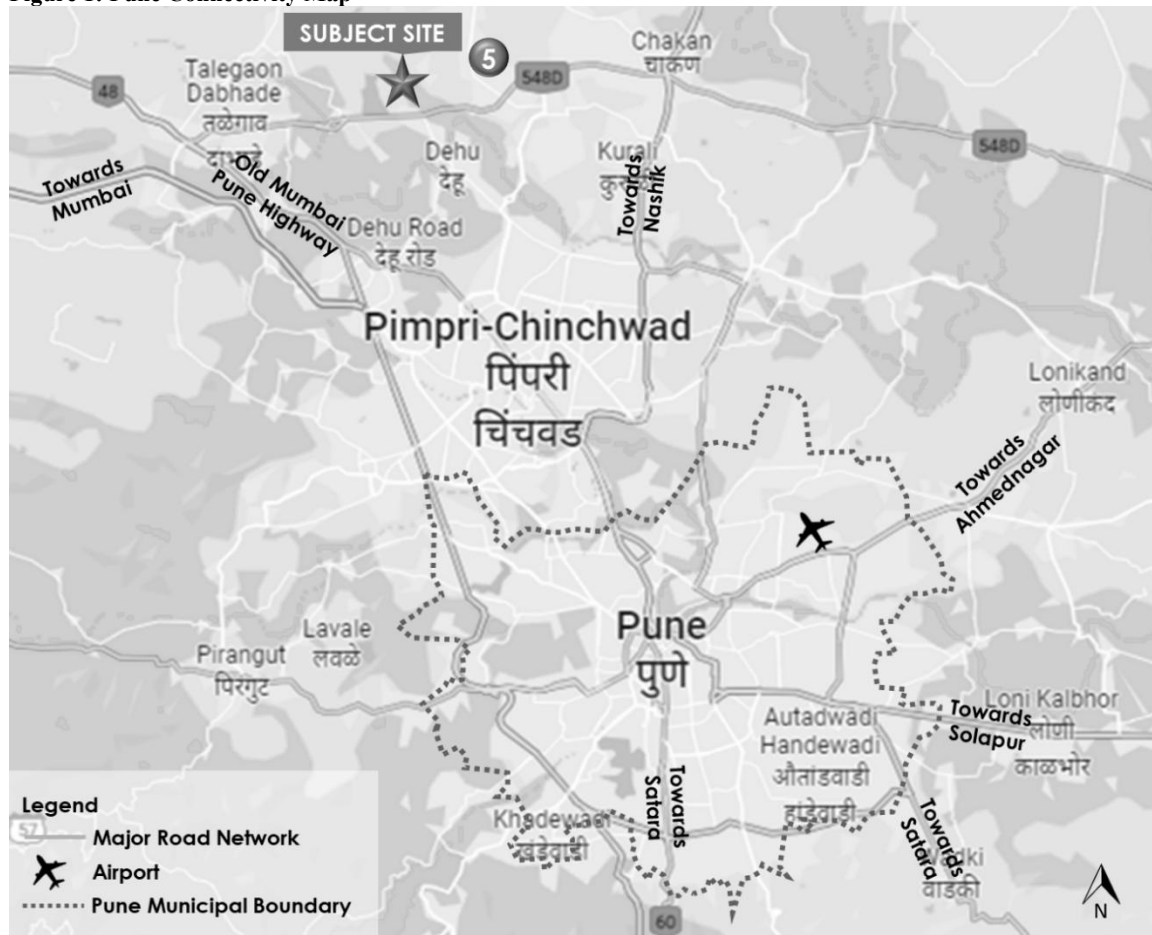 Figure 1: Pune Connectivity Map
SUBJECT SITE
5
Chakan
चाकण
48
Talegaon
Dabhade
तळेगाव
दाभाडे
548D
548D
Dehu
देहू
Kurali
Towards
Nashik
Towards
Mumbai
Old Mumbai
Pune Highway
Dehu Road
देहू रोड
Pimpri-Chinchwad
पिंपरी
चिंचवड
Lonikand
लोणीकंद
Towards
Ahmednagar
Pune
पुणे
Lavale
लवळे
Pirangut
पिरंगुट
Autadwadi
Handewadi
औतांडवाडी
हांडेवाडी
Loni Kalbhor
लोणी
काळभोर
Towards
Solapur
Towards
Satara
Khadewadi
खंडेवाडी
Towards
Satara
वाडकी
60
57
Legend
Major Road Network
Airport
Pune Municipal Boundary
N